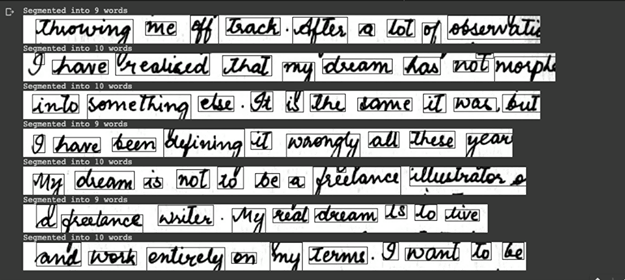 Segmented into 9 words
throwing me off track. After a lot of observati
Segmented into 10 words
I have realised that my dream has not morph
Segmented into 10 words
into something else. It is the same it was, but
Segmented into 9 words
I have been defining it wrongly all these year
Segmented into 10 words
My dream is not to be a freelance illustrator o
Segmented into 9 words
a freelance writer. My real dream is to live
Segmented into 10 words
and work entirely on my terms. I want to be